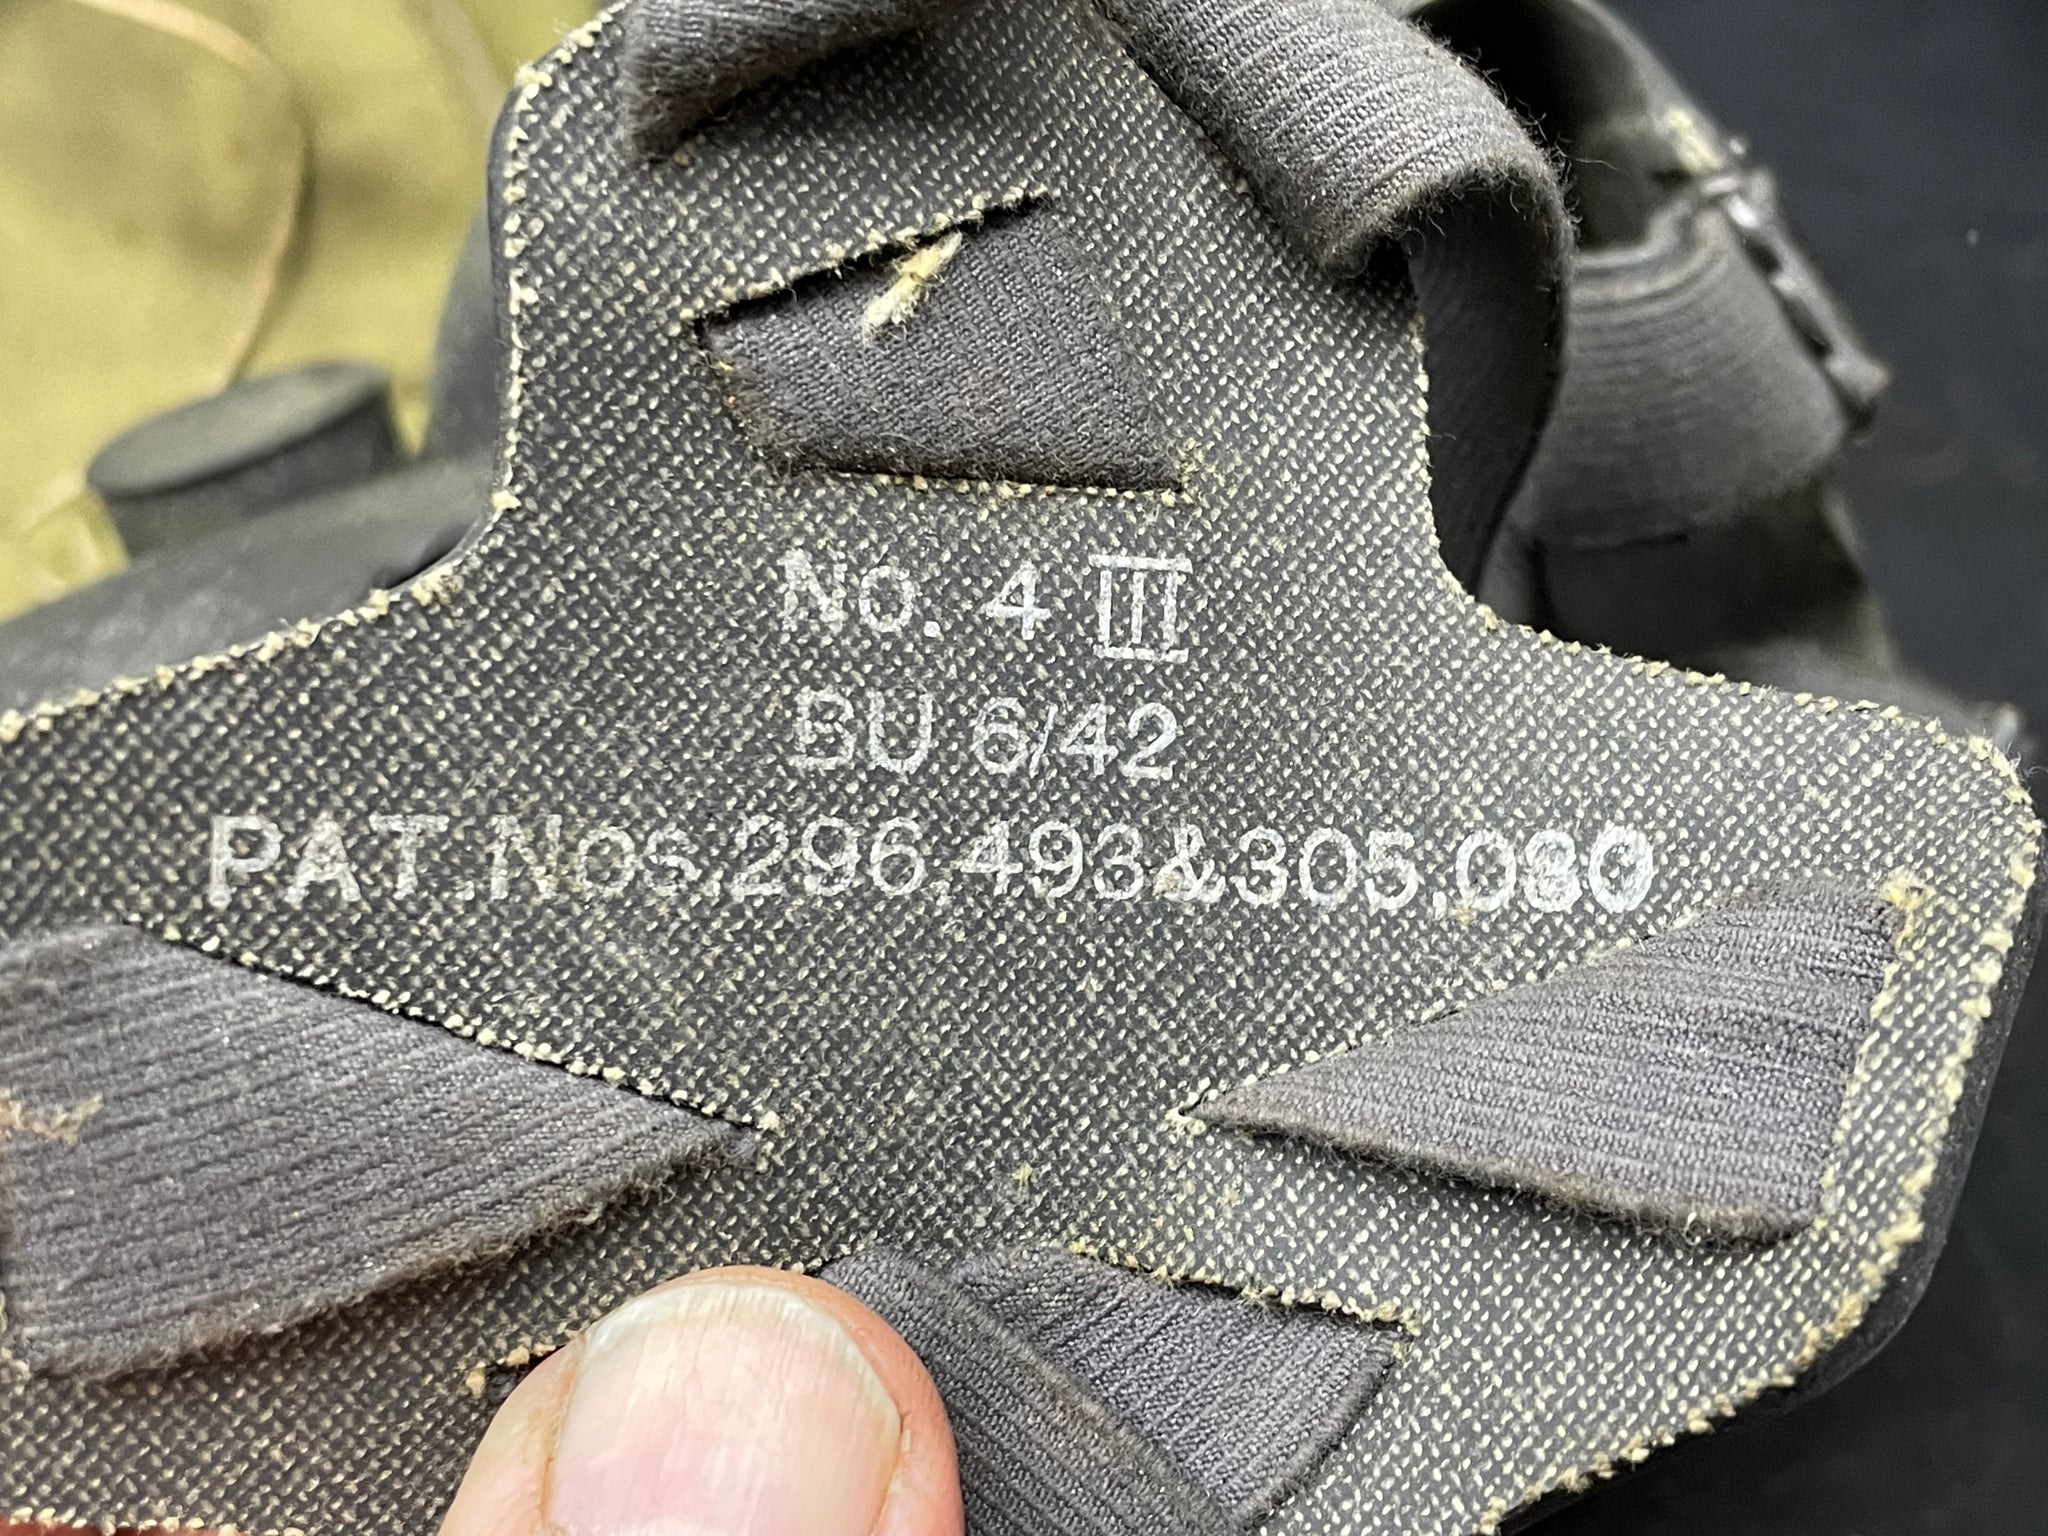 No. 4 III
BU 6/42
PAT.Nos.296,493&305,080